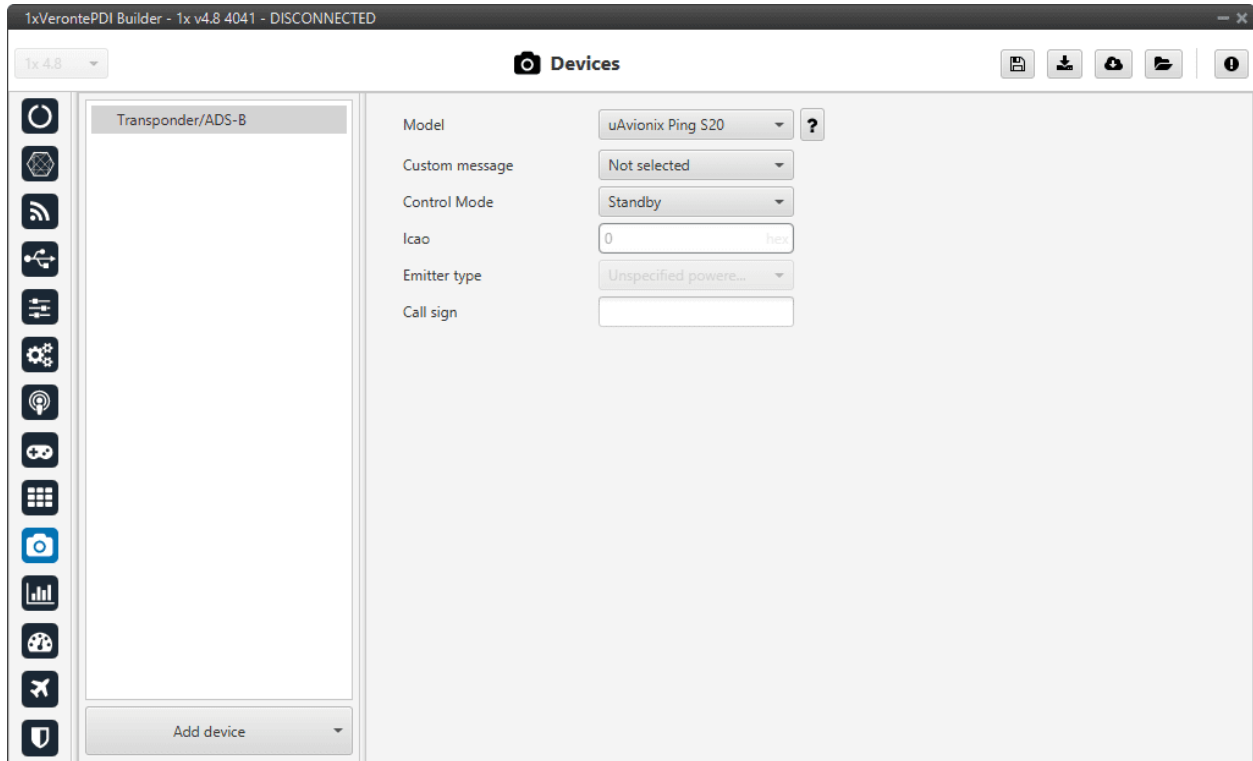 1xVerontePDI Builder - 1x v4.8 4041 - DISCONNECTED
1x 4.8
Devices
Transponder/ADS-B
Model
uAvionix Ping S20
?
Custom message
Not selected
Control Mode
Standby
Icao
0
hex
Emitter type
Unspecified powere...
Call sign
Add device